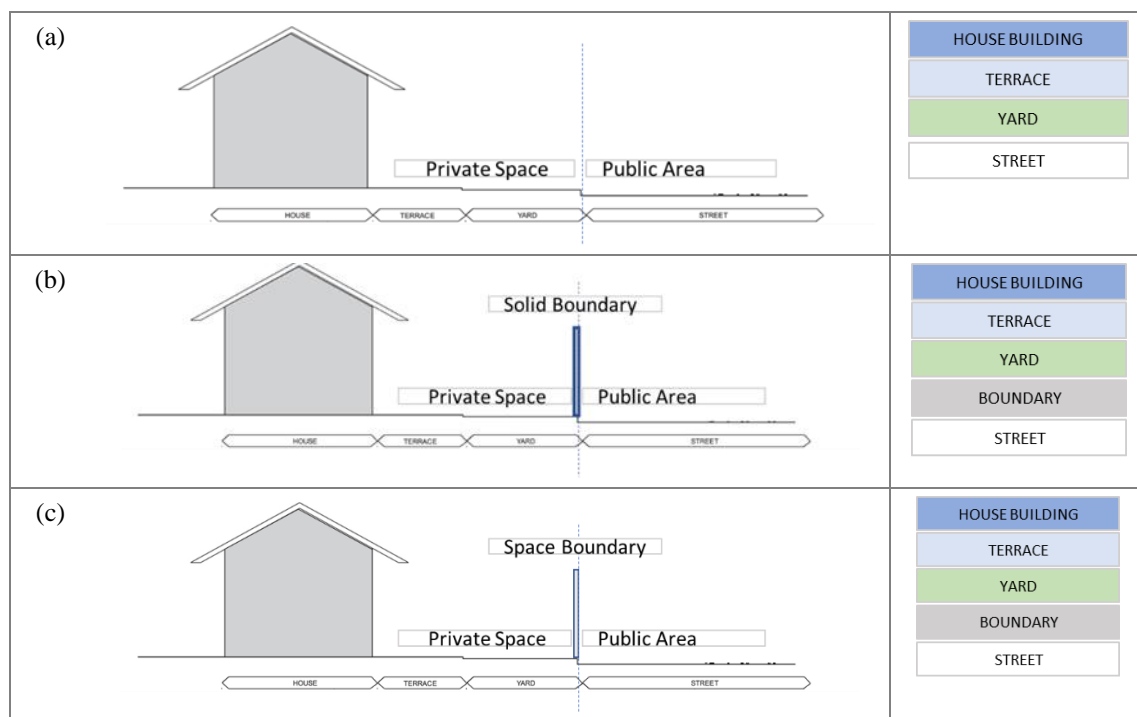 (a)
Private Space
Public Area
HOUSE
TERRACE
YARD
STREET
HOUSE BUILDING
TERRACE
YARD
STREET
(b)
Solid Boundary
Private Space
Public Area
HOUSE
TERRACE
YARD
STREET
HOUSE BUILDING
TERRACE
YARD
BOUNDARY
STREET
(c)
Space Boundary
Private Space
Public Area
HOUSE
TERRACE
YARD
STREET
HOUSE BUILDING
TERRACE
YARD
BOUNDARY
STREET